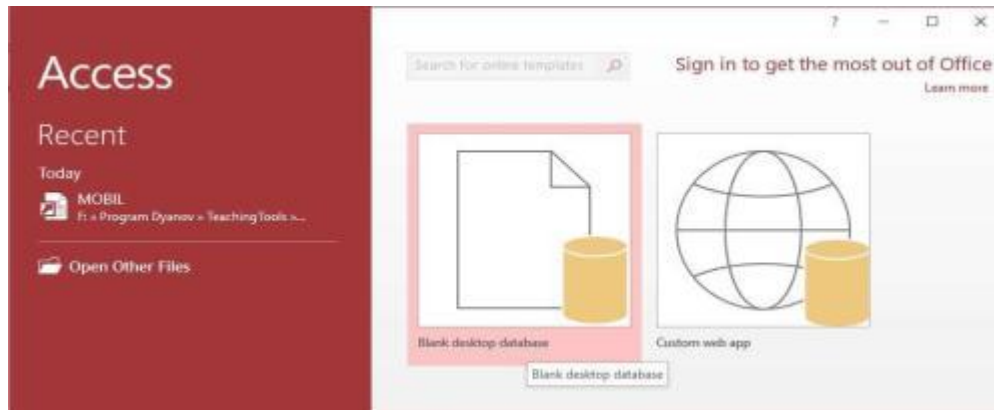 ?
Access
Search for online templates
Sign in to get the most out of Office
Learn more
Recent
Today
MOBIL
F: » Program Dyanov » TeachingTools »...
Open Other Files
Blank desktop database
Custom web app
Blank desktop database